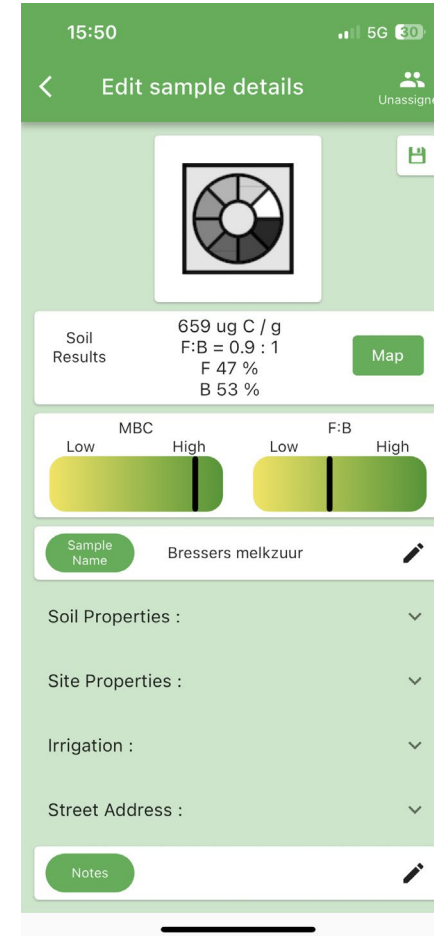 15:50
5G 30
Edit sample details
Unassigne
Soil
Results
659 ug C / g
F:B = 0.9 : 1
F 47 %
B 53 %
Map
MBC
Low High
F:B
Low High
Sample
Name
Bressers melkzuur
Soil Properties :
Site Properties :
Irrigation :
Street Address :
Notes